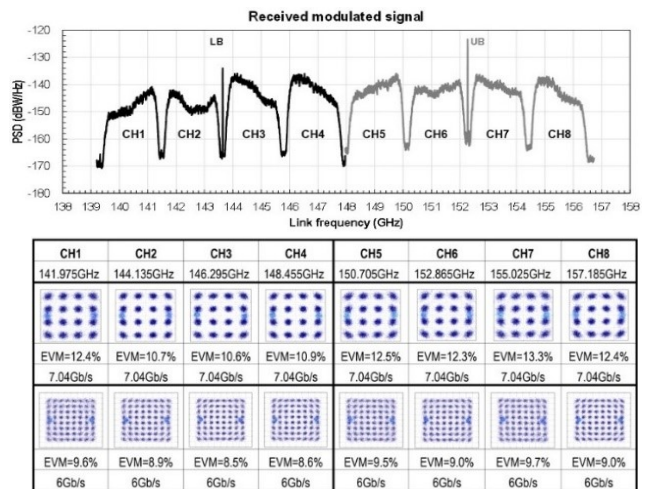 Received modulated signal
-120
-130
-140
-150
-160
-170
-180
PSD (dBW/Hz)
LB
UB
CH1 CH2 CH3 CH4 CH5 CH6 CH7 CH8
138 139 140 141 142 143 144 145 146 147 148 149 150 151 152 153 154 155 156 157 158
Link frequency (GHz)
CH1 CH2 CH3 CH4 CH5 CH6 CH7 CH8
141.975GHz 144.135GHz 146.295GHz 148.455GHz 150.705GHz 152.865GHz 155.025GHz 157.185GHz
EVM=12.4% EVM=10.7% EVM=10.6% EVM=10.9% EVM=12.5% EVM=12.3% EVM=13.3% EVM=12.4%
7.04Gb/s 7.04Gb/s 7.04Gb/s 7.04Gb/s 7.04Gb/s 7.04Gb/s 7.04Gb/s 7.04Gb/s
EVM=9.6% EVM=8.9% EVM=8.5% EVM=8.6% EVM=9.5% EVM=9.0% EVM=9.7% EVM=9.0%
6Gb/s 6Gb/s 6Gb/s 6Gb/s 6Gb/s 6Gb/s 6Gb/s 6Gb/s